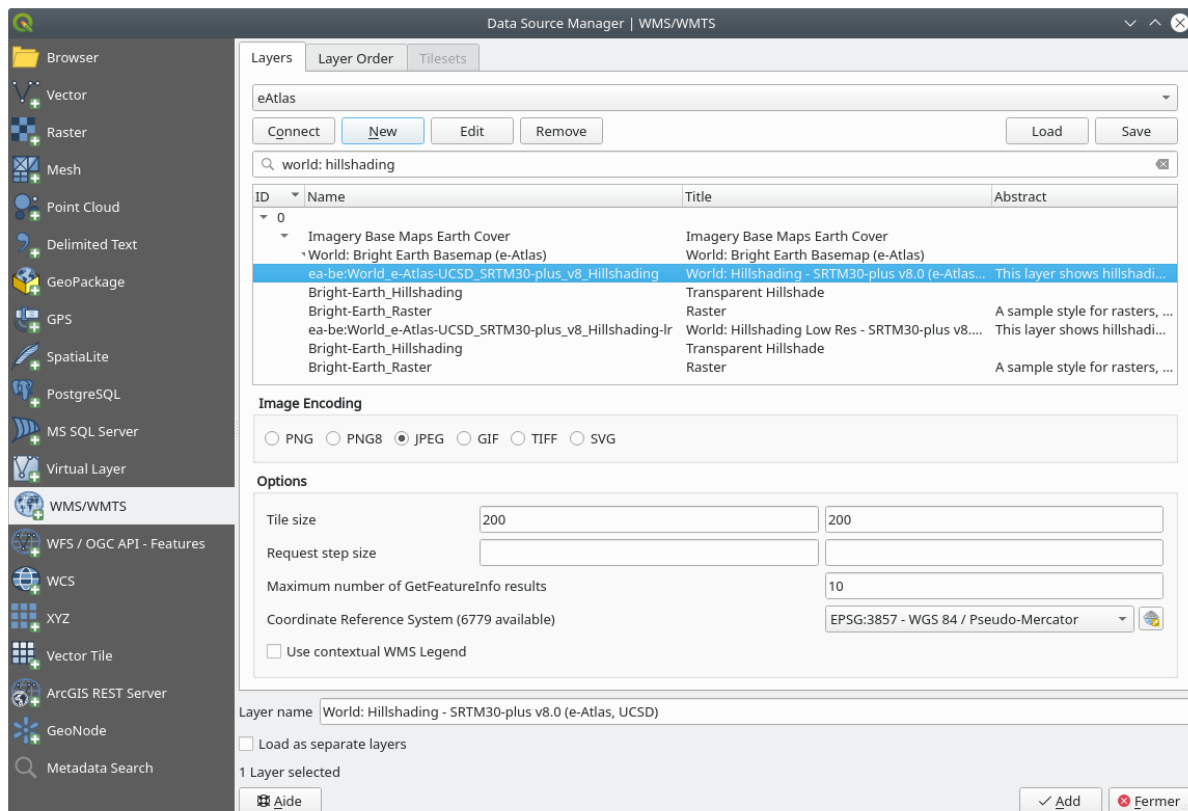 Data Source Manager | WMS/WMTS
Browser
Vector
Raster
Mesh
Point Cloud
Delimited Text
GeoPackage
GPS
SpatiaLite
PostgreSQL
MS SQL Server
Virtual Layer
WMS/WMTS
WFS / OGC API - Features
WCS
XYZ
Vector Tile
ArcGIS REST Server
GeoNode
Metadata Search
Layers Layer Order Tilesets
eAtlas
Connect New Edit Remove Load Save
world: hillshading
ID Name Title Abstract
0
Imagery Base Maps Earth Cover Imagery Base Maps Earth Cover
World: Bright Earth Basemap (e-Atlas) World: Bright Earth Basemap (e-Atlas)
ea-be:World_e-Atlas-UCSD_SRTM30-plus_v8_Hillshading World: Hillshading - SRTM30-plus v8.0 (e-Atlas... This layer shows hillshadi...
Bright-Earth_Hillshading Transparent Hillshade
Bright-Earth_Raster Raster A sample style for rasters, ...
ea-be:World_e-Atlas-UCSD_SRTM30-plus_v8_Hillshading-lr World: Hillshading Low Res - SRTM30-plus v8.... This layer shows hillshadi...
Bright-Earth_Hillshading Transparent Hillshade
Bright-Earth_Raster Raster A sample style for rasters, ...
Image Encoding
PNG PNG8 JPEG GIF TIFF SVG
Options
Tile size 200 200
Request step size
Maximum number of GetFeatureInfo results 10
Coordinate Reference System (6779 available) EPSG:3857 - WGS 84 / Pseudo-Mercator
Use contextual WMS Legend
Layer name World: Hillshading - SRTM30-plus v8.0 (e-Atlas, UCSD)
Load as separate layers
1 Layer selected
Aide Add Fermer